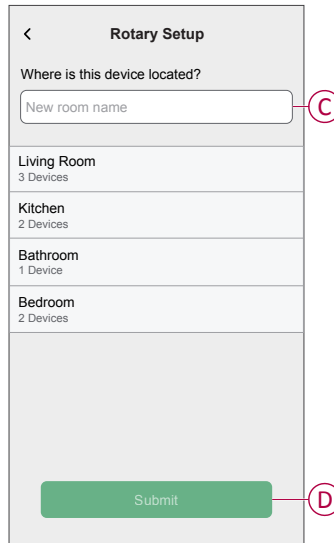 Rotary Setup
Where is this device located?
New room name
C
Living Room
3 Devices
Kitchen
2 Devices
Bathroom
1 Device
Bedroom
2 Devices
Submit
D